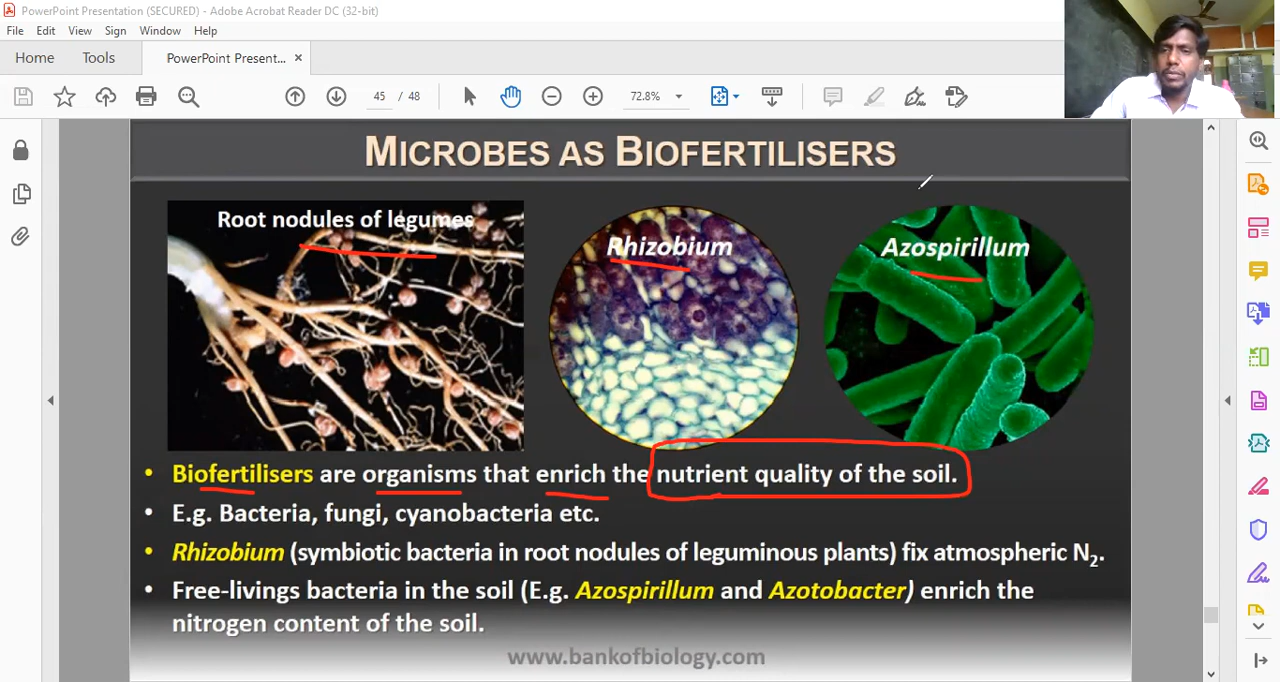 PowerPoint Presentation (SECURED) - Adobe Acrobat Reader DC (32-bit)
File Edit View Sign Window Help
Home Tools PowerPoint Present... ×
45 / 48 72.8%
MICROBES AS BIOFERTILISERS
Root nodules of legumes
Rhizobium
Azospirillum
• Biofertilisers are organisms that enrich the nutrient quality of the soil.
• E.g. Bacteria, fungi, cyanobacteria etc.
• Rhizobium (symbiotic bacteria in root nodules of leguminous plants) fix atmospheric N₂.
• Free-livings bacteria in the soil (E.g. Azospirillum and Azotobacter) enrich the
nitrogen content of the soil.
www.bankofbiology.com